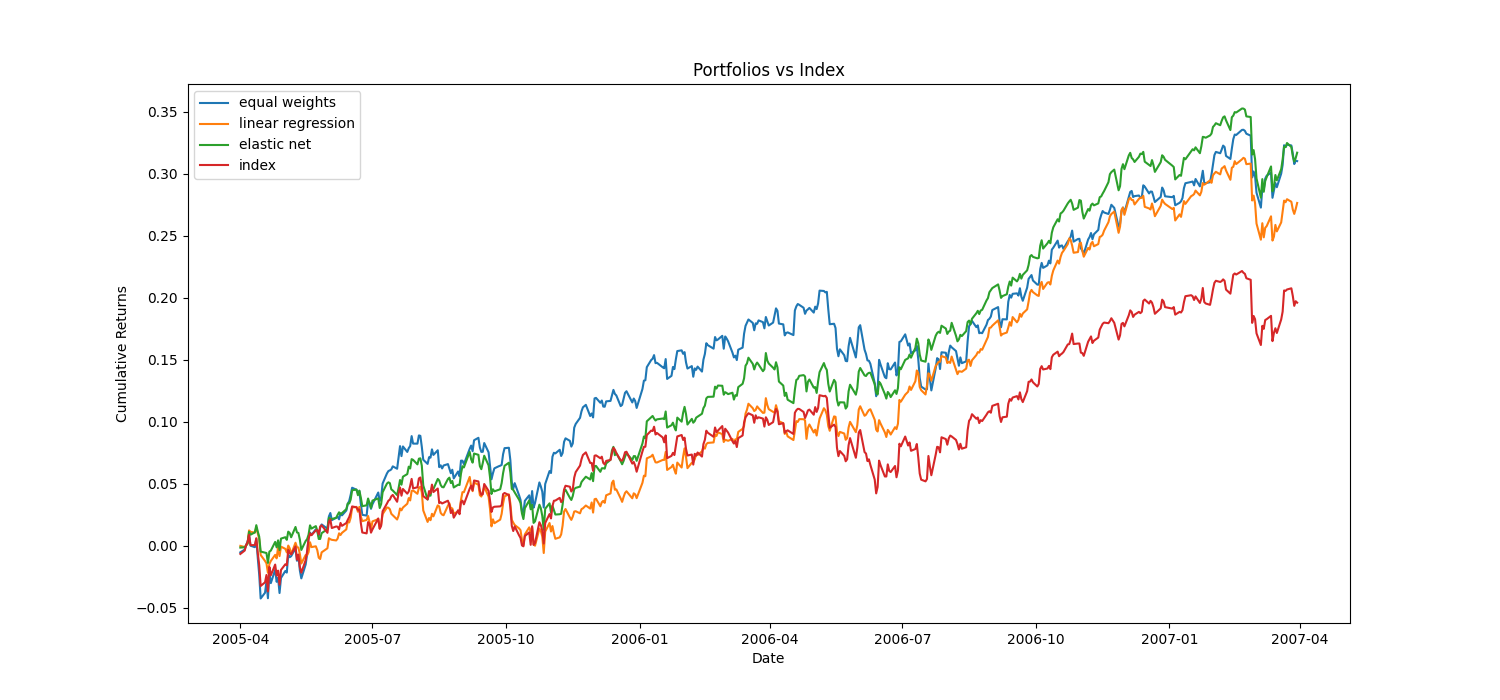 Portfolios vs Index
equal weights
linear regression
elastic net
index
0.35
0.30
0.25
0.20
0.15
0.10
0.05
0.00
−0.05
Cumulative Returns
2005-04 2005-07 2005-10 2006-01 2006-04 2006-07 2006-10 2007-01 2007-04
Date